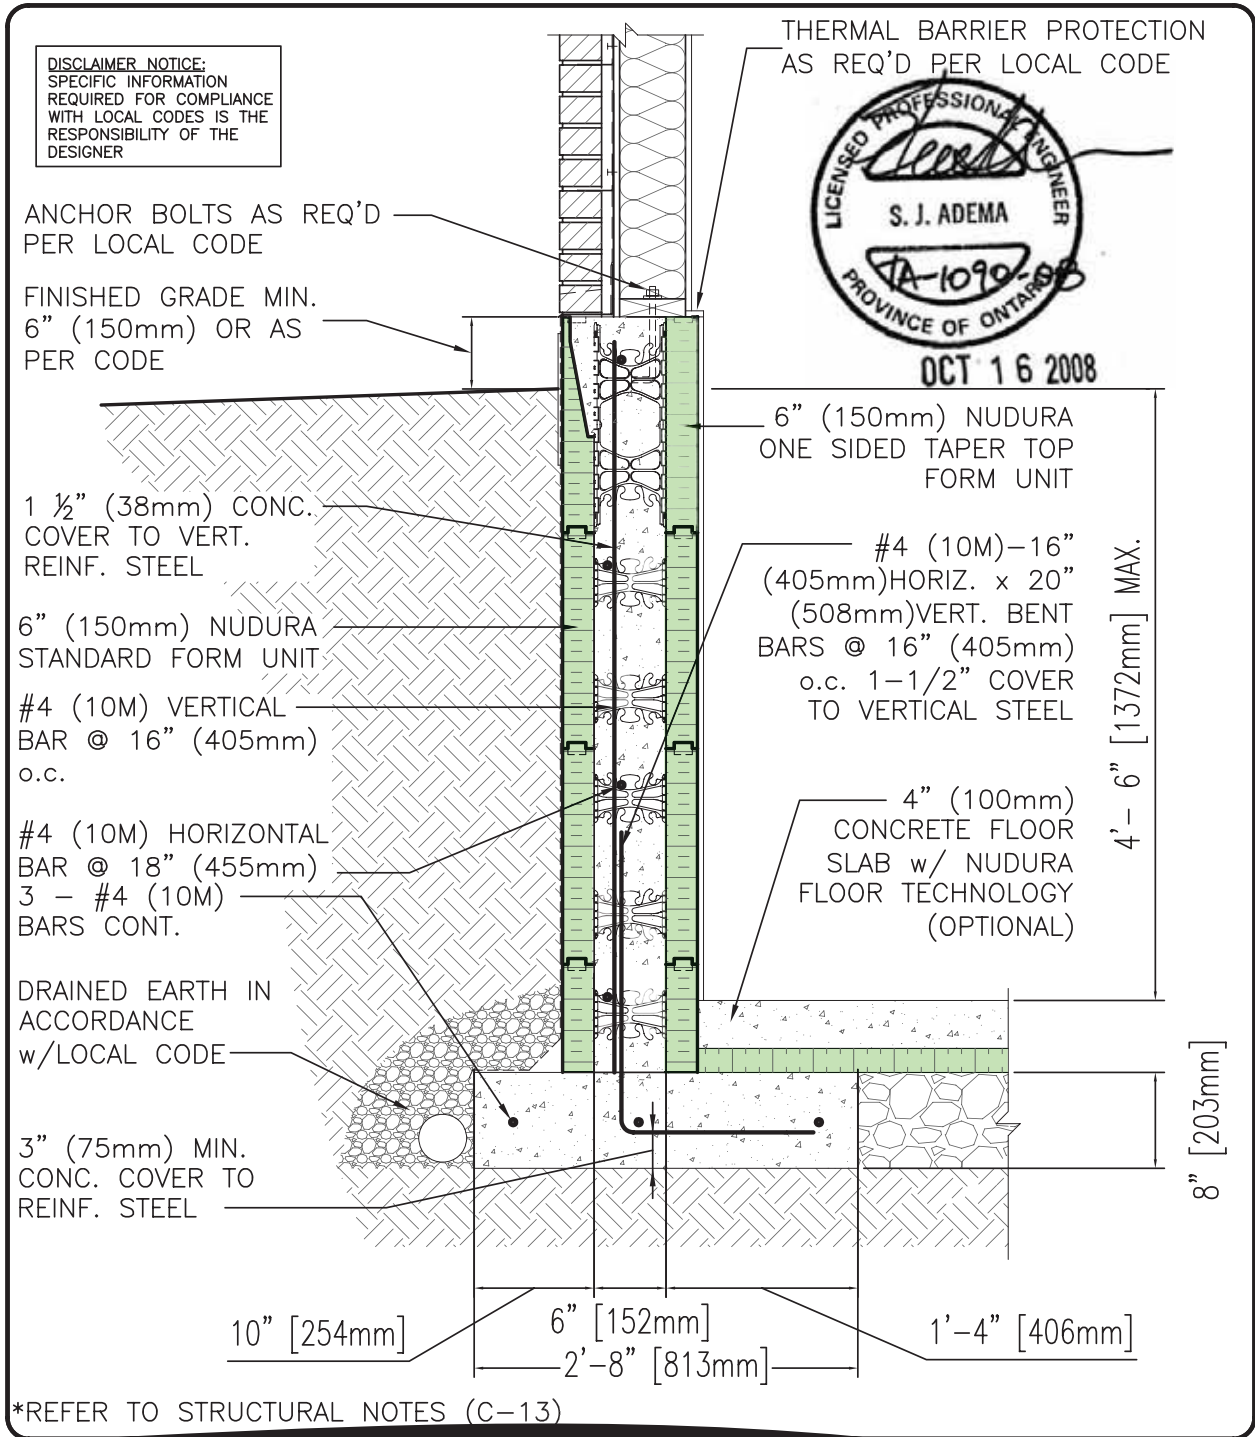 THERMAL BARRIER PROTECTION
AS REQ'D PER LOCAL CODE
DISCLAIMER NOTICE:
SPECIFIC INFORMATION
REQUIRED FOR COMPLIANCE
WITH LOCAL CODES IS THE
RESPONSIBILITY OF THE
DESIGNER
LICENSED PROFESSIONAL ENGINEER
S. J. ADEMA
TA-1090-08
PROVINCE OF ONTARIO
OCT 16 2008
ANCHOR BOLTS AS REQ'D
PER LOCAL CODE
FINISHED GRADE MIN.
6" (150mm) OR AS
PER CODE
1 ½" (38mm) CONC.
COVER TO VERT.
REINF. STEEL
6" (150mm) NUDURA
STANDARD FORM UNIT
#4 (10M) VERTICAL
BAR @ 16" (405mm)
o.c.
#4 (10M) HORIZONTAL
BAR @ 18" (455mm)
3 - #4 (10M)
BARS CONT.
DRAINED EARTH IN
ACCORDANCE
w/LOCAL CODE
3" (75mm) MIN.
CONC. COVER TO
REINF. STEEL
6" (150mm) NUDURA
ONE SIDED TAPER TOP
FORM UNIT
#4 (10M)-16"
(405mm)HORIZ. x 20"
(508mm)VERT. BENT
BARS @ 16" (405mm)
o.c. 1-1/2" COVER
TO VERTICAL STEEL
4" (100mm)
CONCRETE FLOOR
SLAB w/ NUDURA
FLOOR TECHNOLOGY
(OPTIONAL)
4'- 6" [1372mm] MAX.
8" [203mm]
10" [254mm]
6" [152mm]
1'-4" [406mm]
2'-8" [813mm]
*REFER TO STRUCTURAL NOTES (C-13)